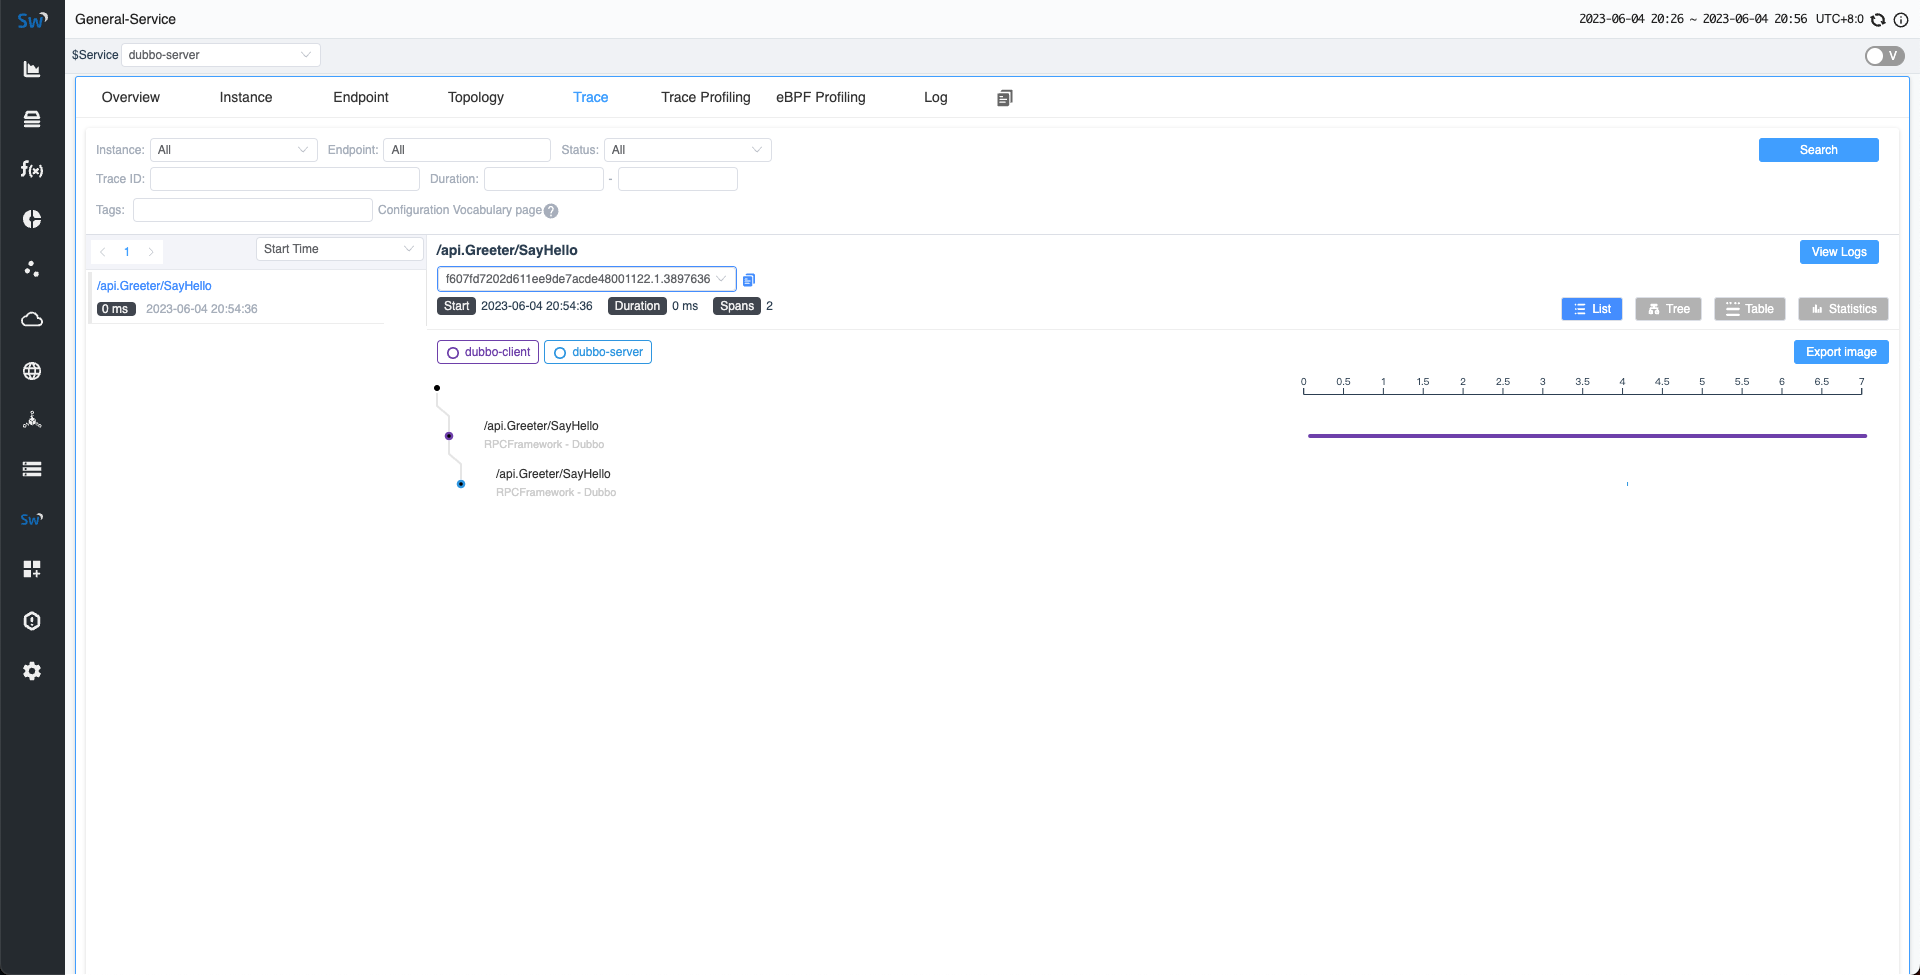 Sw
General-Service
2023-06-04 20:26 ~ 2023-06-04 20:56 UTC+8:0
$Service dubbo-server
V
Overview Instance Endpoint Topology Trace Trace Profiling eBPF Profiling Log
Instance: All Endpoint: All Status: All Search
Trace ID: Duration: -
Tags: Configuration Vocabulary page ?
1 Start Time
/api.Greeter/SayHello
0 ms 2023-06-04 20:54:36
/api.Greeter/SayHello View Logs
f607fd7202d611ee9de7acde48001122.1.3897636
Start 2023-06-04 20:54:36 Duration 0 ms Spans 2
List Tree Table Statistics
dubbo-client dubbo-server Export image
0 0.5 1 1.5 2 2.5 3 3.5 4 4.5 5 5.5 6 6.5 7
/api.Greeter/SayHello
RPCFramework - Dubbo
/api.Greeter/SayHello
RPCFramework - Dubbo
f(x)
Sw